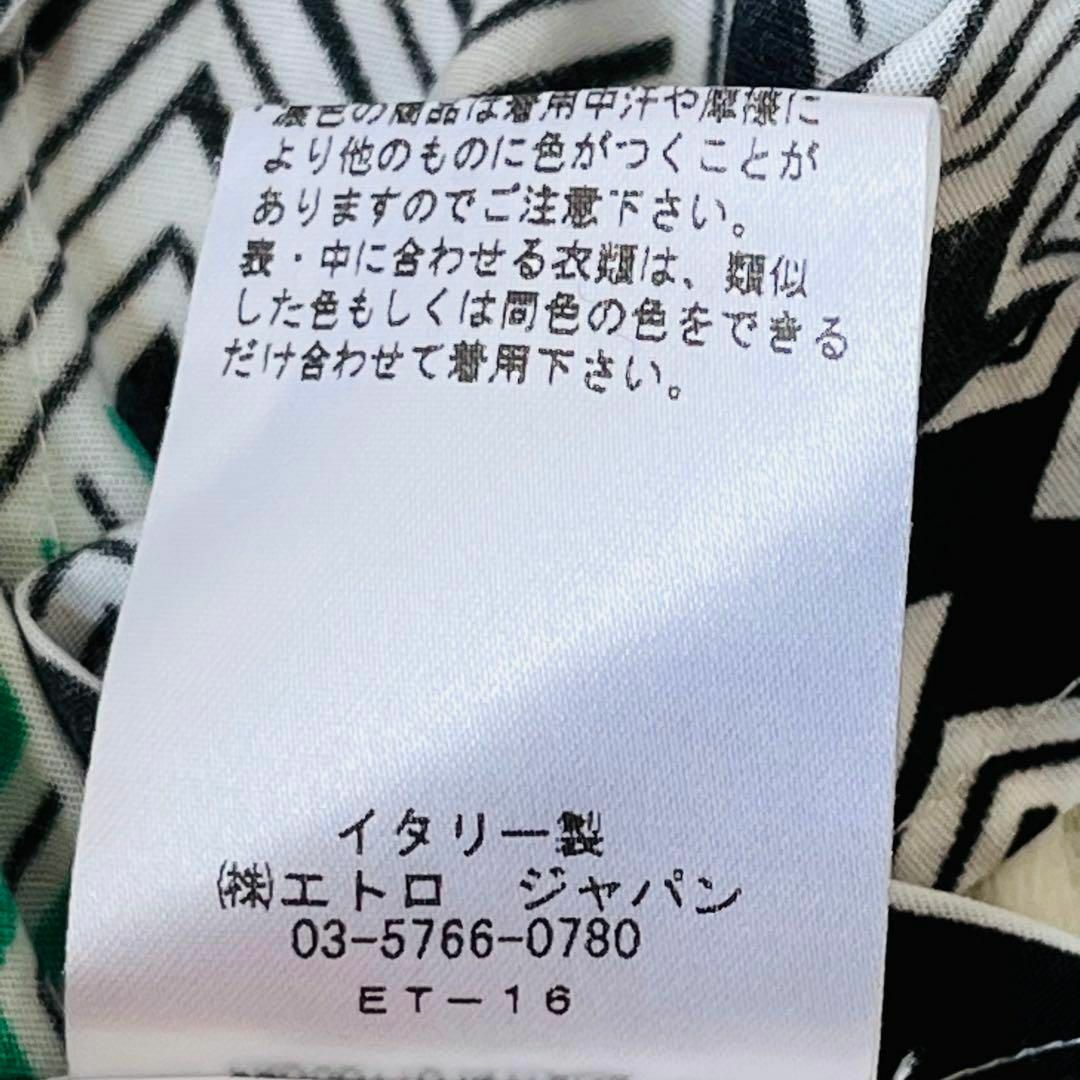 濃色の商品は着用中汗や摩擦に
より他のものに色がつくことが
ありますのでご注意下さい。
表・中に合わせる衣類は、類似
した色もしくは同色の色をできる
だけ合わせて着用下さい。
イタリー製
㈱エトロ ジャパン
03-5766-0780
ET-16